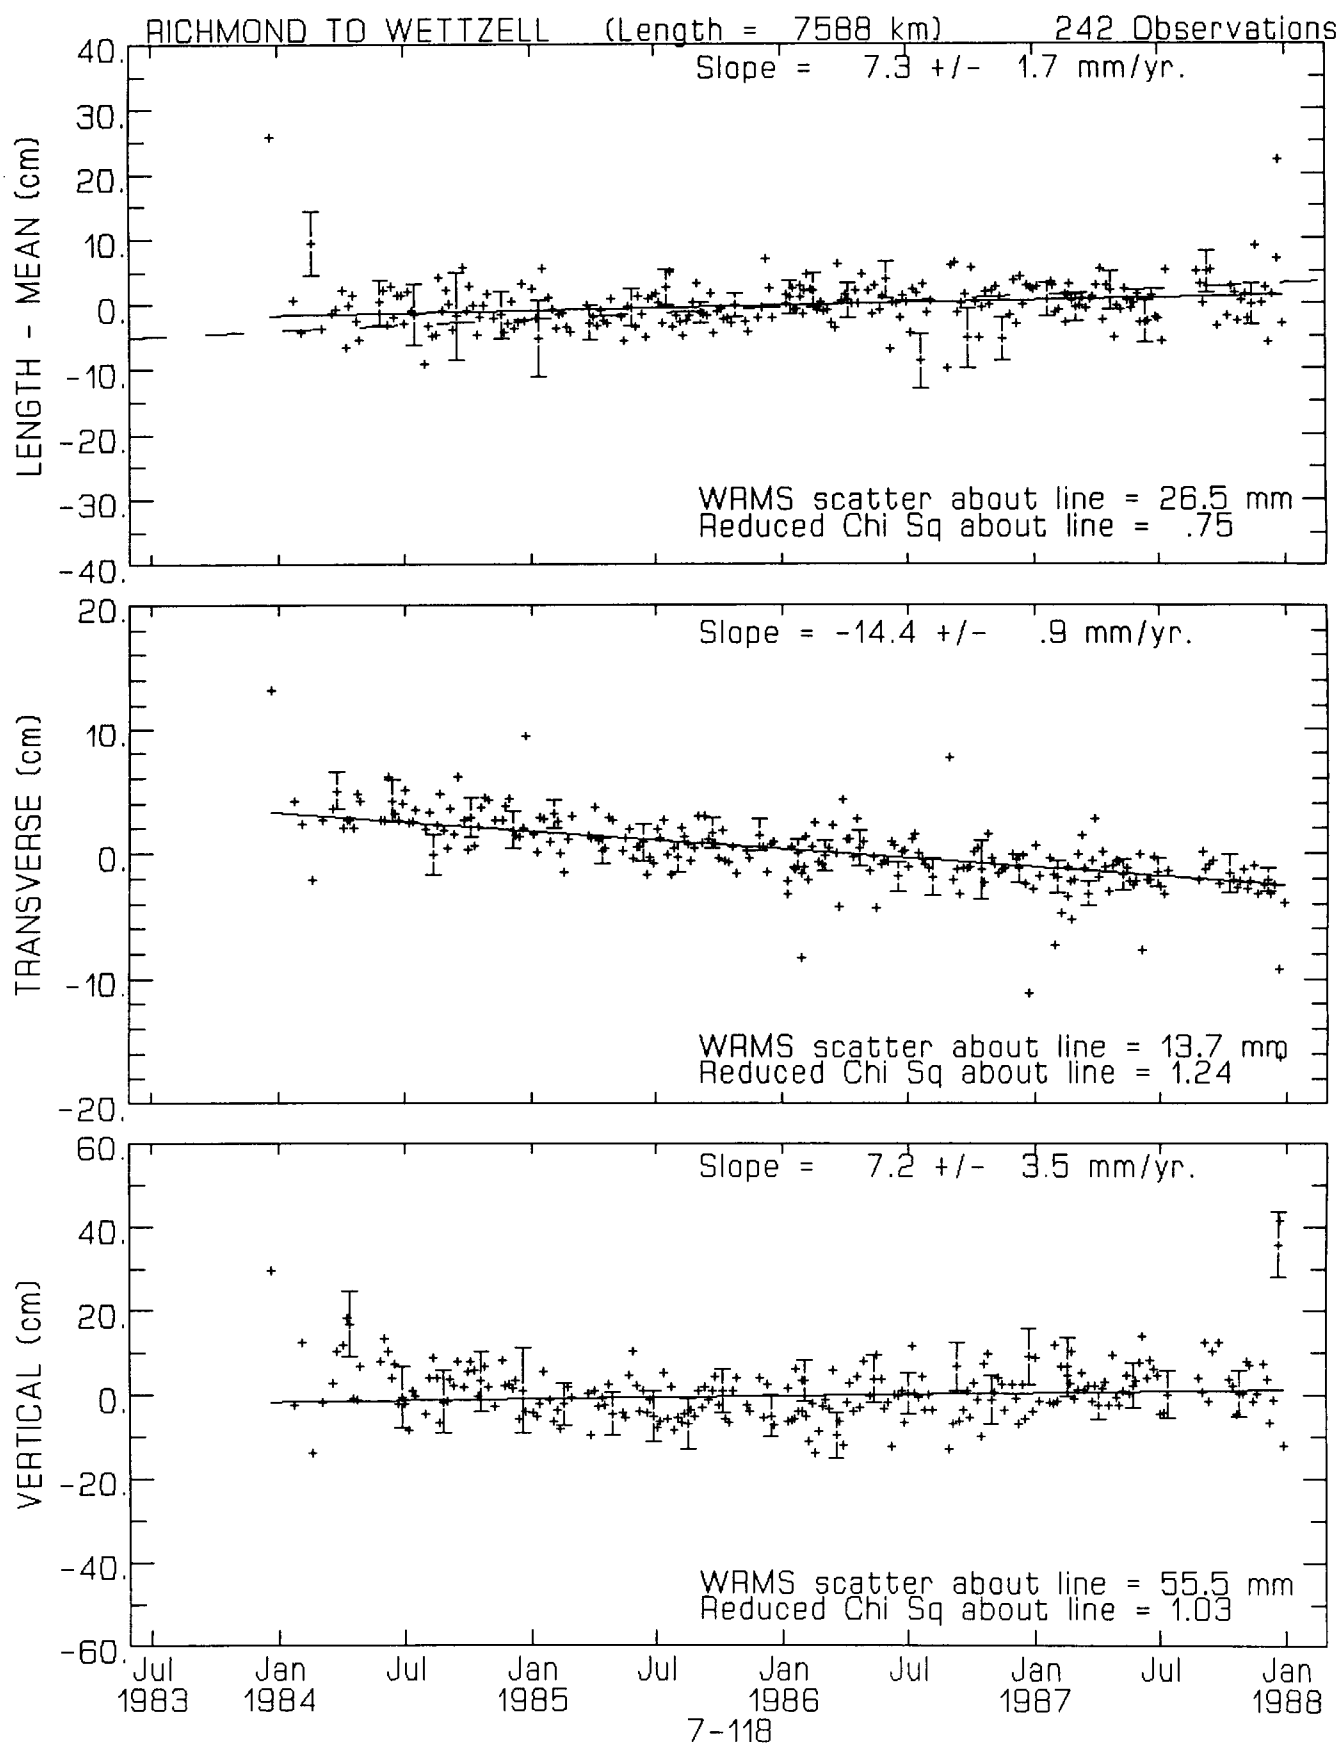 RICHMOND TO WETTZELL (Length = 7588 km) 242 Observations
Slope = 7.3 +/- 1.7 mm/yr.
40.
30.
20.
10.
0.
-10.
-20.
-30.
-40.
LENGTH - MEAN (cm)
WRMS scatter about line = 26.5 mm
Reduced Chi Sq about line = .75
20.
10.
0.
-10.
-20.
TRANSVERSE (cm)
Slope = -14.4 +/- .9 mm/yr.
WRMS scatter about line = 13.7 mm
Reduced Chi Sq about line = 1.24
60.
40.
20.
0.
-20.
-40.
-60.
VERTICAL (cm)
Slope = 7.2 +/- 3.5 mm/yr.
WRMS scatter about line = 55.5 mm
Reduced Chi Sq about line = 1.03
Jul Jan Jul Jan Jul Jan Jul Jan Jul Jan
1983 1984 1985 1986 1987 1988
7-118